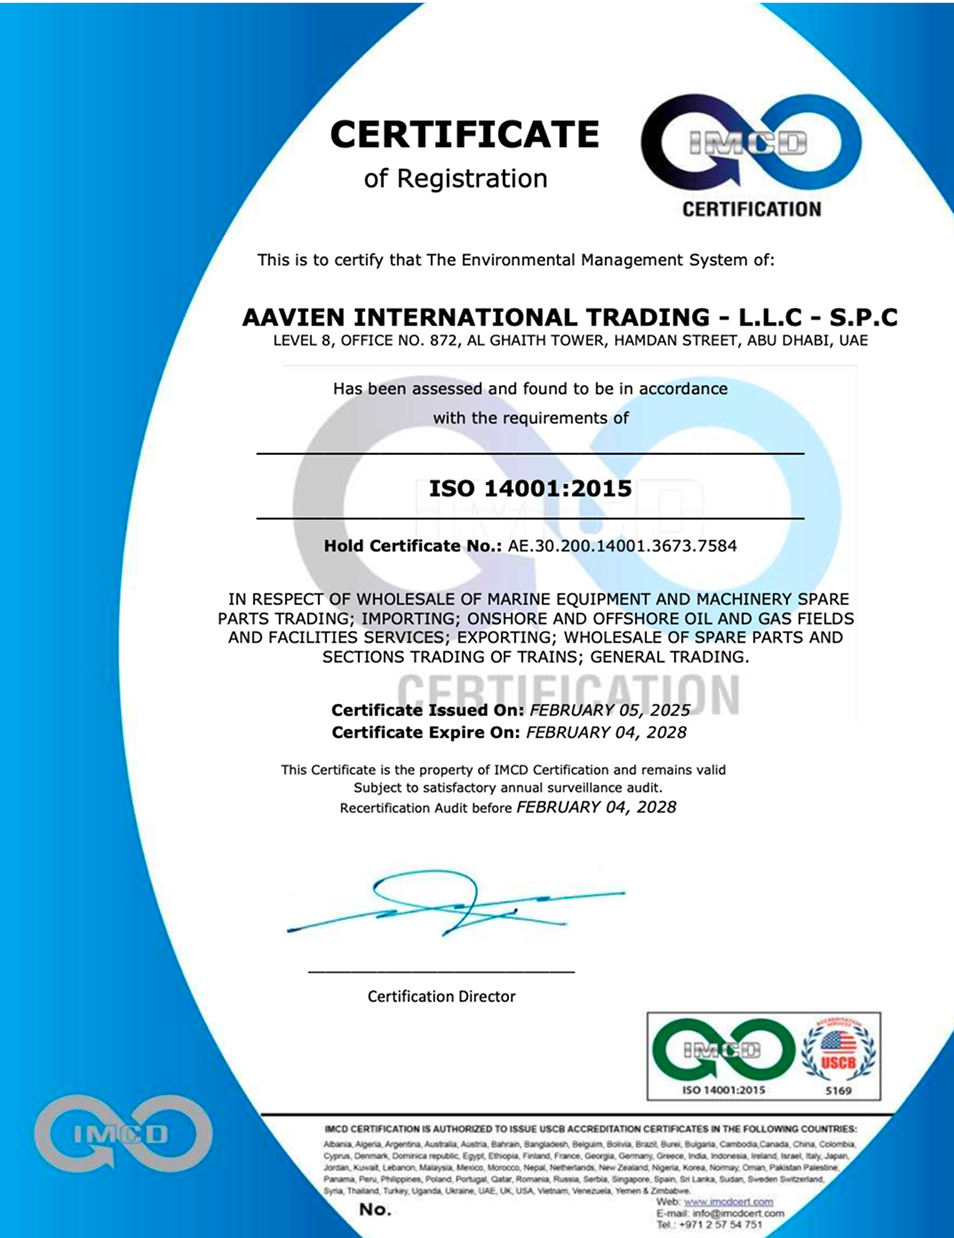 CERTIFICATE
of Registration
IMCD
CERTIFICATION
This is to certify that The Environmental Management System of:
AAVIEN INTERNATIONAL TRADING - L.L.C - S.P.C
LEVEL 8, OFFICE NO. 872, AL GHAITH TOWER, HAMDAN STREET, ABU DHABI, UAE
Has been assessed and found to be in accordance
with the requirements of
ISO 14001:2015
IMCD
Hold Certificate No.: AE.30.200.14001.3673.7584
IN RESPECT OF WHOLESALE OF MARINE EQUIPMENT AND MACHINERY SPARE
PARTS TRADING; IMPORTING; ONSHORE AND OFFSHORE OIL AND GAS FIELDS
AND FACILITIES SERVICES; EXPORTING; WHOLESALE OF SPARE PARTS AND
SECTIONS TRADING OF TRAINS; GENERAL TRADING.
CERTIFICATION
Certificate Issued On: FEBRUARY 05, 2025
Certificate Expire On: FEBRUARY 04, 2028
This Certificate is the property of IMCD Certification and remains valid
Subject to satisfactory annual surveillance audit.
Recertification Audit before FEBRUARY 04, 2028
Certification Director
IMCD
ISO 14001:2015
ACCREDITATION
SERVICES
USCB
5169
IMCD
IMCD CERTIFICATION IS AUTHORIZED TO ISSUE USCB ACCREDITATION CERTIFICATES IN THE FOLLOWING COUNTRIES:
Albania, Algeria, Argentina, Australia, Austria, Bahrain, Bangladesh, Belguim, Bolivia, Brazil, Burei, Bulgaria, Cambodia,Canada, China, Colombia,
Cyprus, Denmark, Dominica republic, Egypt, Ethiopia, Finland, France, Georgia, Germany, Greece, India, Indonesia, Ireland, Israel, Italy, Japan,
Jordan, Kuwait, Lebanon, Malaysia, Mexico, Morocco, Nepal, Netherlands, New Zealand, Nigeria, Korea, Norway, Oman, Pakistan Palestine,
Panama, Peru, Philippines, Poland, Portugal, Qatar, Romania, Russia, Serbia, Singapore, Spain, Sri Lanka, Sudan, Sweden Switzerland,
Syria, Thailand, Turkey, Uganda, Ukraine, UAE, UK, USA, Vietnam, Venezuela, Yemen & Zimbabwe.
No.
Web: www.imcdcert.com
E-mail: info@imcdcert.com
Tel.: +971 2 57 54 751